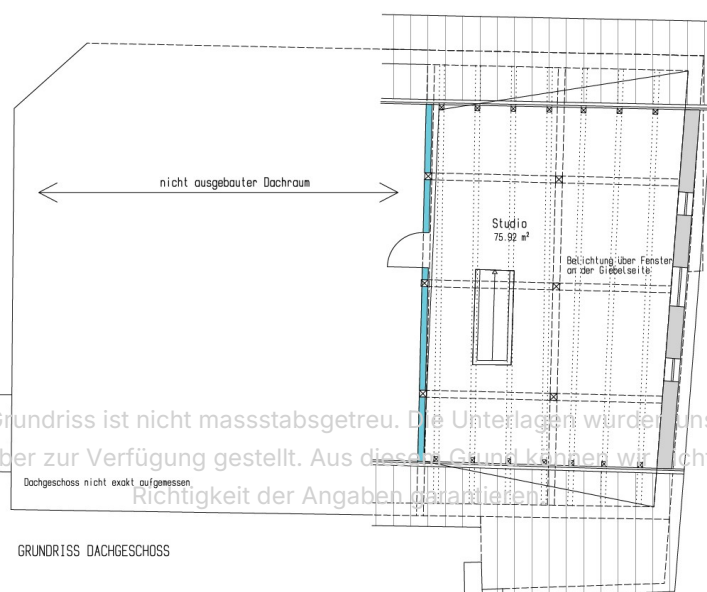 nicht ausgebauter Dachraum
Studio
75.92 m²
Belichtung über Fenster
an der Giebelseite
Grundriss ist nicht massstabsgetreu. Die Unterlagen wurden uns
ber zur Verfügung gestellt. Aus diesem Grund können wir nicht
Dachgeschoss nicht exakt aufgemessen
Richtigkeit der Angaben garantieren.
GRUNDRISS DACHGESCHOSS